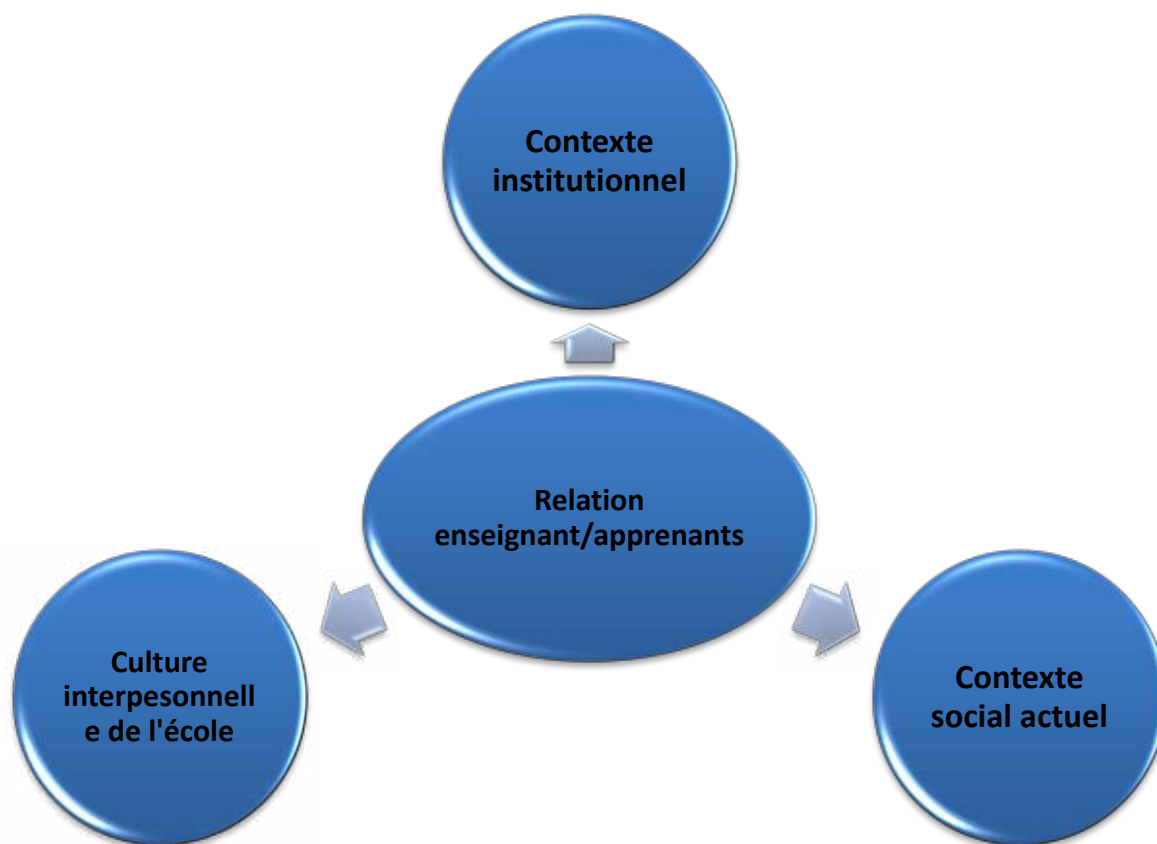 Contexte
institutionnel
Relation
enseignant/apprenants
Culture
interpesonnell
e de l'école
Contexte
social actuel